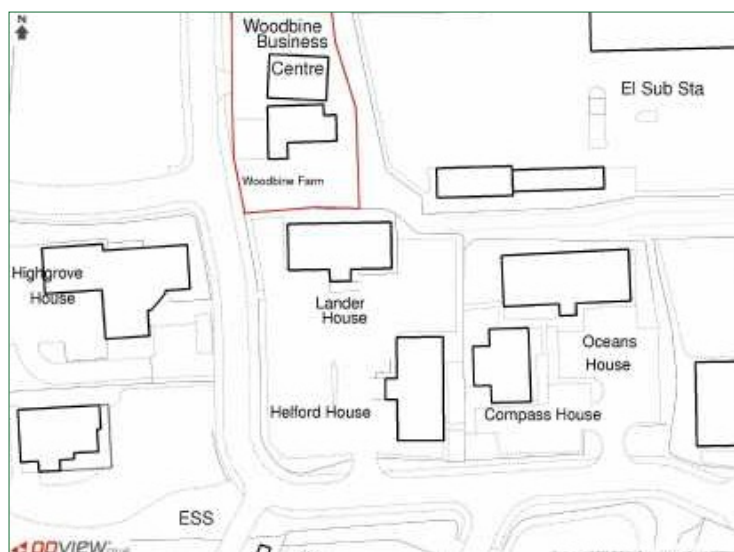 N
Woodbine
Business
Centre
El Sub Sta
Woodbine Farm
Highgrove
House
Lander
House
Oceans
House
Helford House
Compass House
ESS